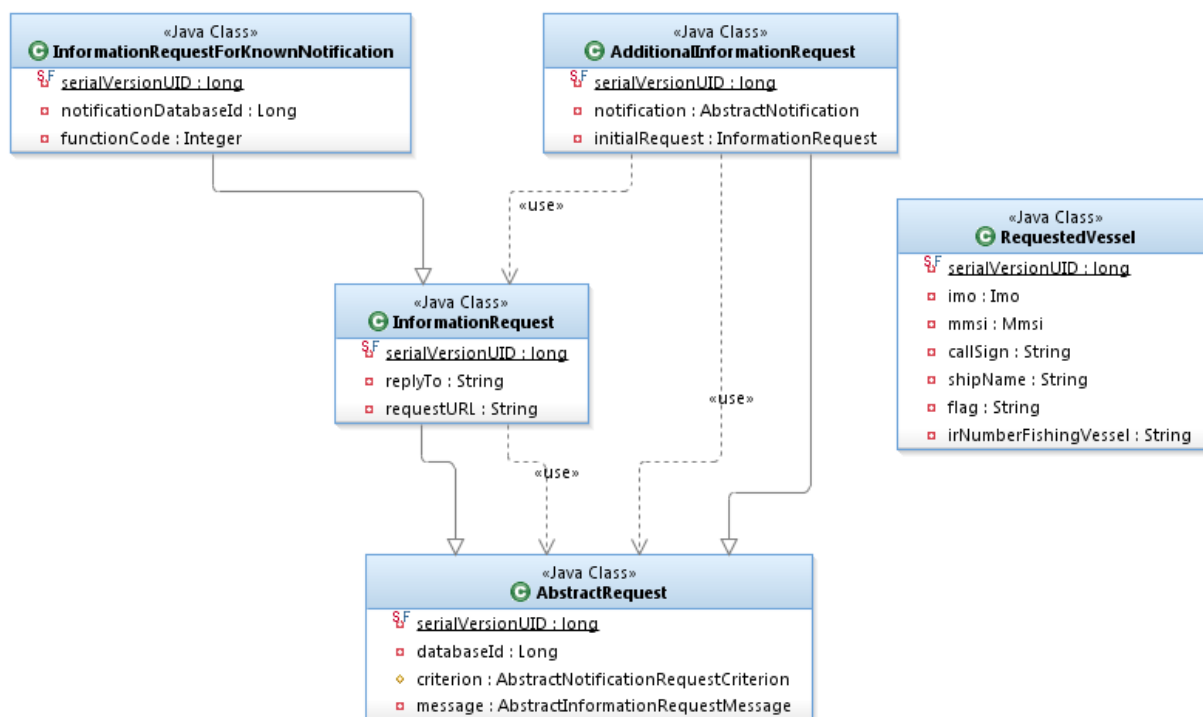 «Java Class»
InformationRequestForKnownNotification
serialVersionUID : long
notificationDatabaseId : Long
functionCode : Integer
«Java Class»
AdditionalInformationRequest
serialVersionUID : long
notification : AbstractNotification
initialRequest : InformationRequest
«use»
«Java Class»
RequestedVessel
serialVersionUID : long
imo : Imo
mmsi : Mmsi
callSign : String
shipName : String
flag : String
irNumberFishingVessel : String
«Java Class»
InformationRequest
serialVersionUID : long
replyTo : String
requestURL : String
«use»
«use»
«Java Class»
AbstractRequest
serialVersionUID : long
databaseId : Long
criterion : AbstractNotificationRequestCriterion
message : AbstractInformationRequestMessage